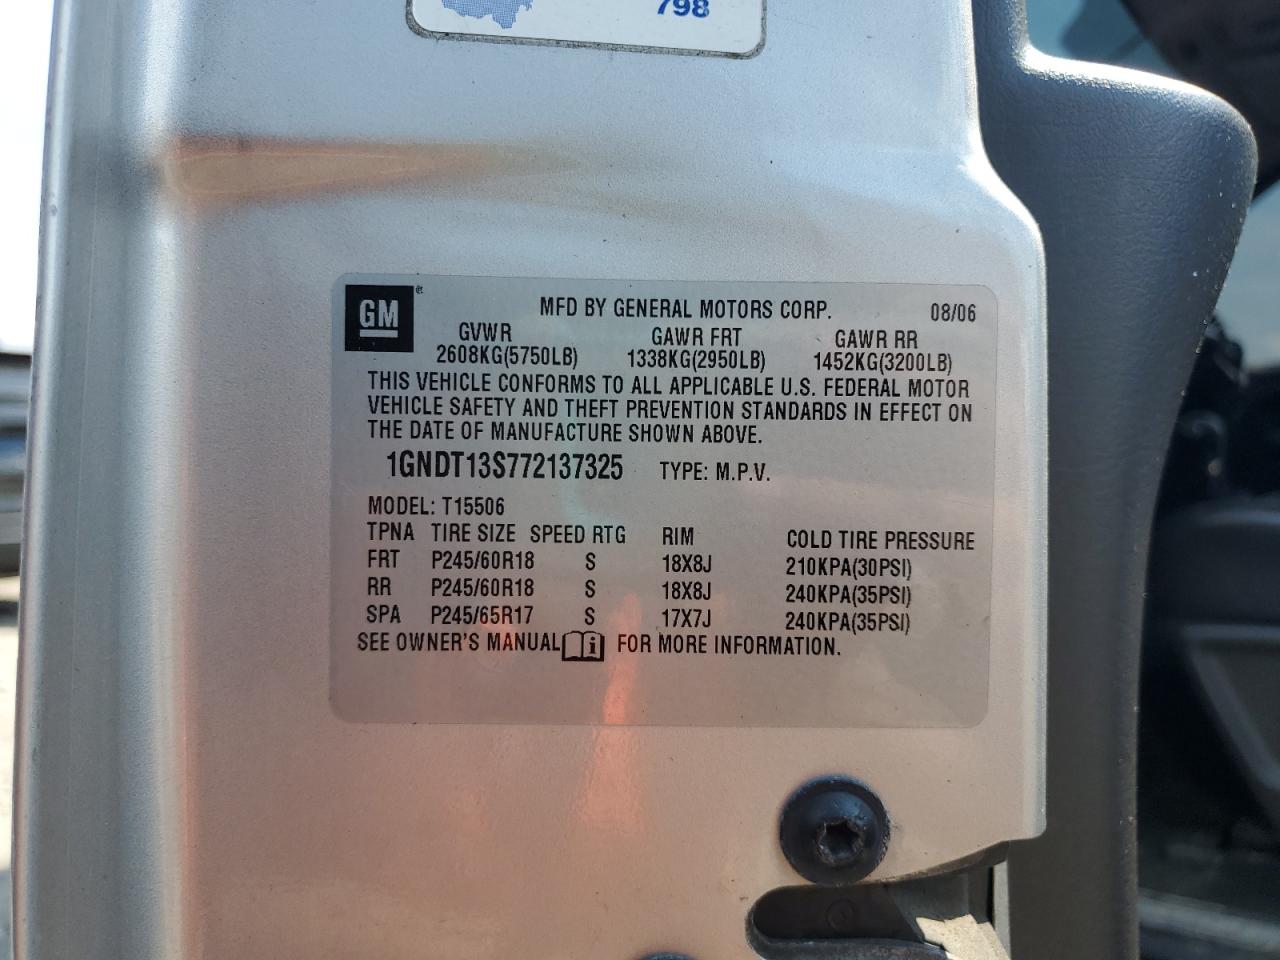 798
GM ®
MFD BY GENERAL MOTORS CORP. 08/06
GVWR GAWR FRT GAWR RR
2608KG(5750LB) 1338KG(2950LB) 1452KG(3200LB)
THIS VEHICLE CONFORMS TO ALL APPLICABLE U.S. FEDERAL MOTOR
VEHICLE SAFETY AND THEFT PREVENTION STANDARDS IN EFFECT ON
THE DATE OF MANUFACTURE SHOWN ABOVE.
1GNDT13S772137325 TYPE: M.P.V.
MODEL: T15506
TPNA TIRE SIZE SPEED RTG RIM COLD TIRE PRESSURE
FRT P245/60R18 S 18X8J 210KPA(30PSI)
RR P245/60R18 S 18X8J 240KPA(35PSI)
SPA P245/65R17 S 17X7J 240KPA(35PSI)
SEE OWNER'S MANUAL i FOR MORE INFORMATION.